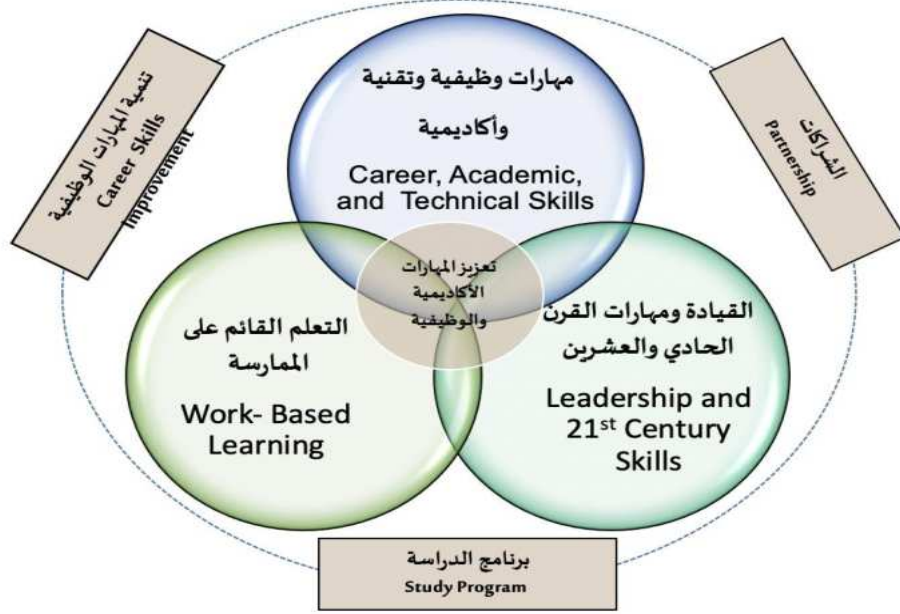 مهارات وظيفية وتقنية
وأكاديمية
Career, Academic,
and Technical Skills
تنمية المهارات الوظيفية
Career Skills
Improvement
الشراكات
Partnership
تعزيز المهارات
الأكاديمية
والوظيفية
التعلم القائم على
الممارسة
Work- Based
Learning
القيادة ومهارات القرن
الحادي والعشرين
Leadership and
21st Century
Skills
برنامج الدراسة
Study Program